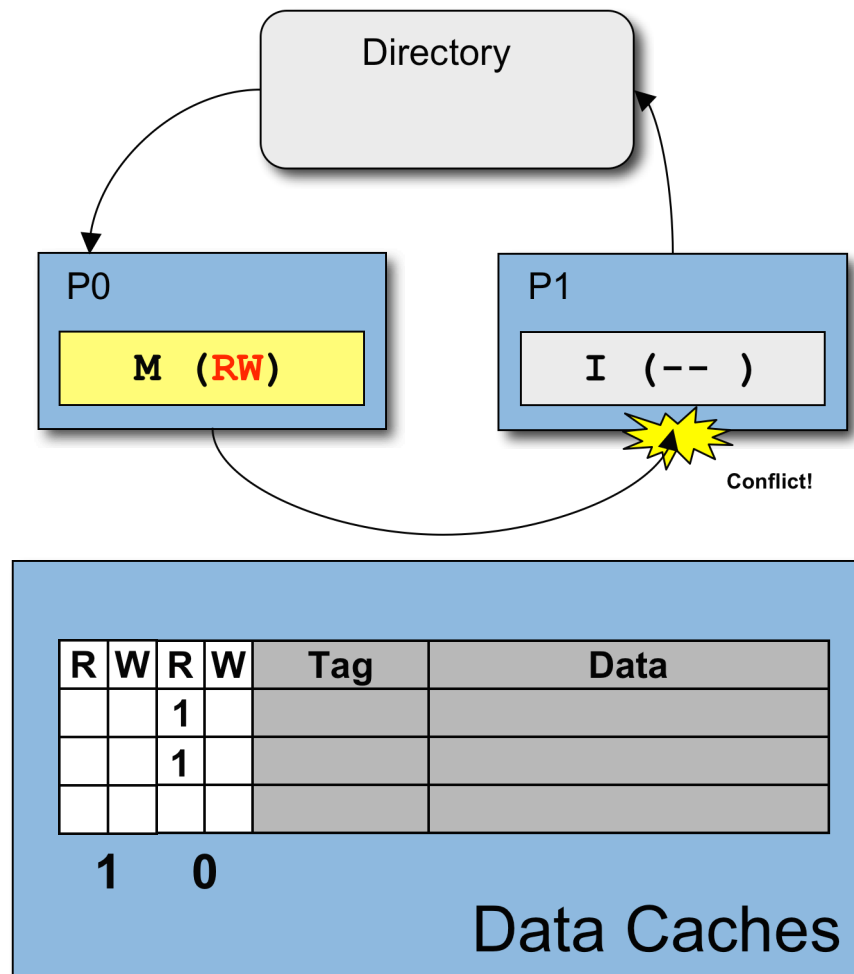 Directory
P0
M (RW)
P1
I (-- )
Conflict!
R W R W Tag Data
1
1
1 0
Data Caches